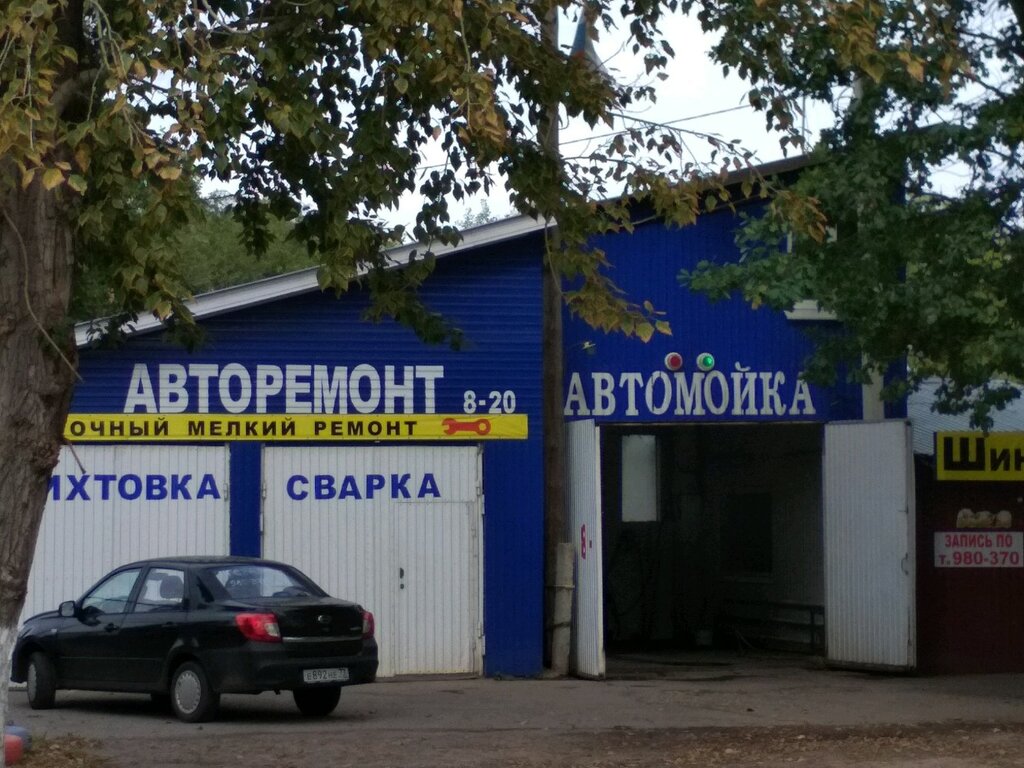 АВТОРЕМОНТ
8-20
ОЧНЫЙ МЕЛКИЙ РЕМОНТ
ИХТОВКА
СВАРКА
АВТОМОЙКА
ШИН
ЗАПИСЬ ПО
т. 980-370